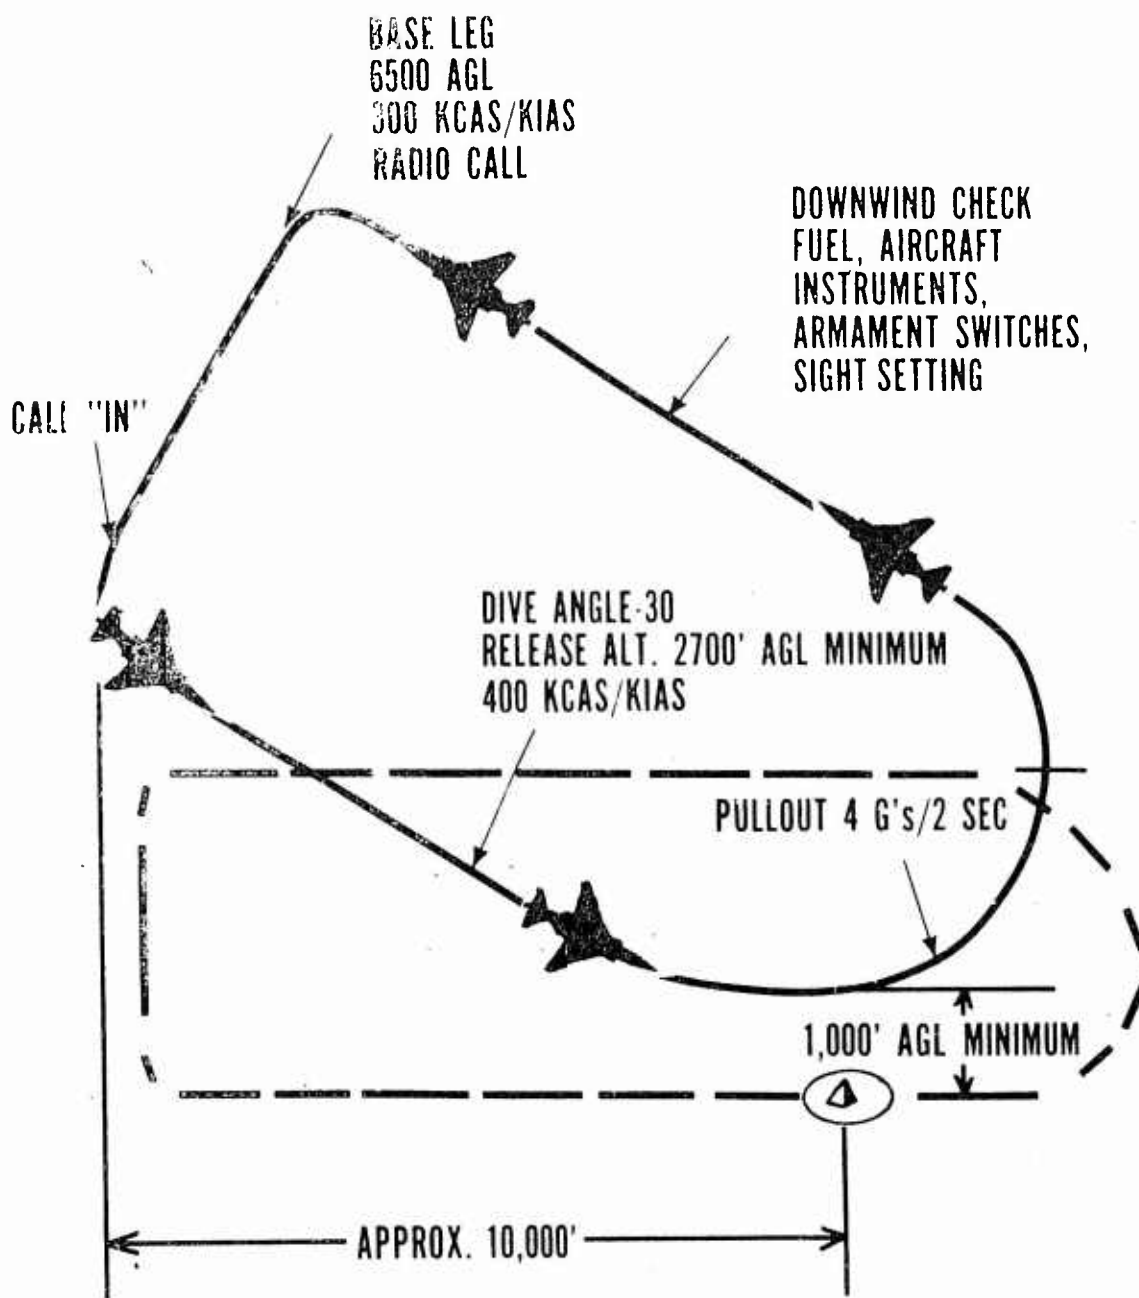 BASE LEG
6500 AGL
300 KCAS/KIAS
RADIO CALL
DOWNWIND CHECK
FUEL, AIRCRAFT
INSTRUMENTS,
ARMAMENT SWITCHES,
SIGHT SETTING
CALL "IN"
DIVE ANGLE-30
RELEASE ALT. 2700' AGL MINIMUM
400 KCAS/KIAS
PULLOUT 4 G's/2 SEC
1,000' AGL MINIMUM
APPROX. 10,000'